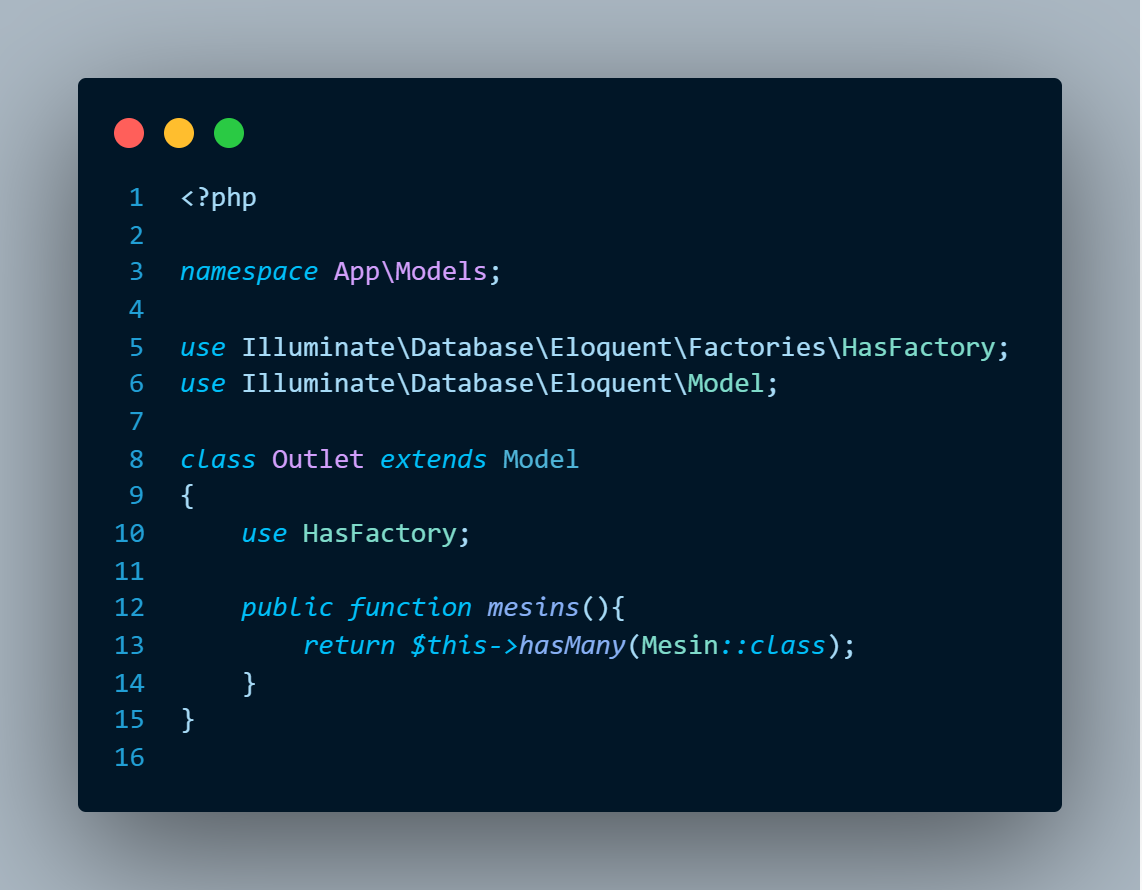 1 <?php
2
3 namespace App\Models;
4
5 use Illuminate\Database\Eloquent\Factories\HasFactory;
6 use Illuminate\Database\Eloquent\Model;
7
8 class Outlet extends Model
9 {
10     use HasFactory;
11
12     public function mesins(){
13         return $this->hasMany(Mesin::class);
14     }
15 }
16